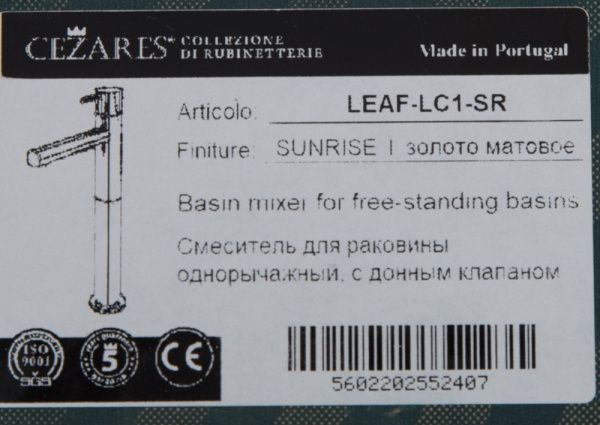 CEZARES® COLLEZIONE DI RUBINETTERIE
Made in Portugal
Articolo: LEAF-LC1-SR
Finiture: SUNRISE | золото матовое
Basin mixer for free-standing basins
Смеситель для раковины
однорычажный, с донным клапаном
ISO 9001 SGS
5
CE
5602202552407